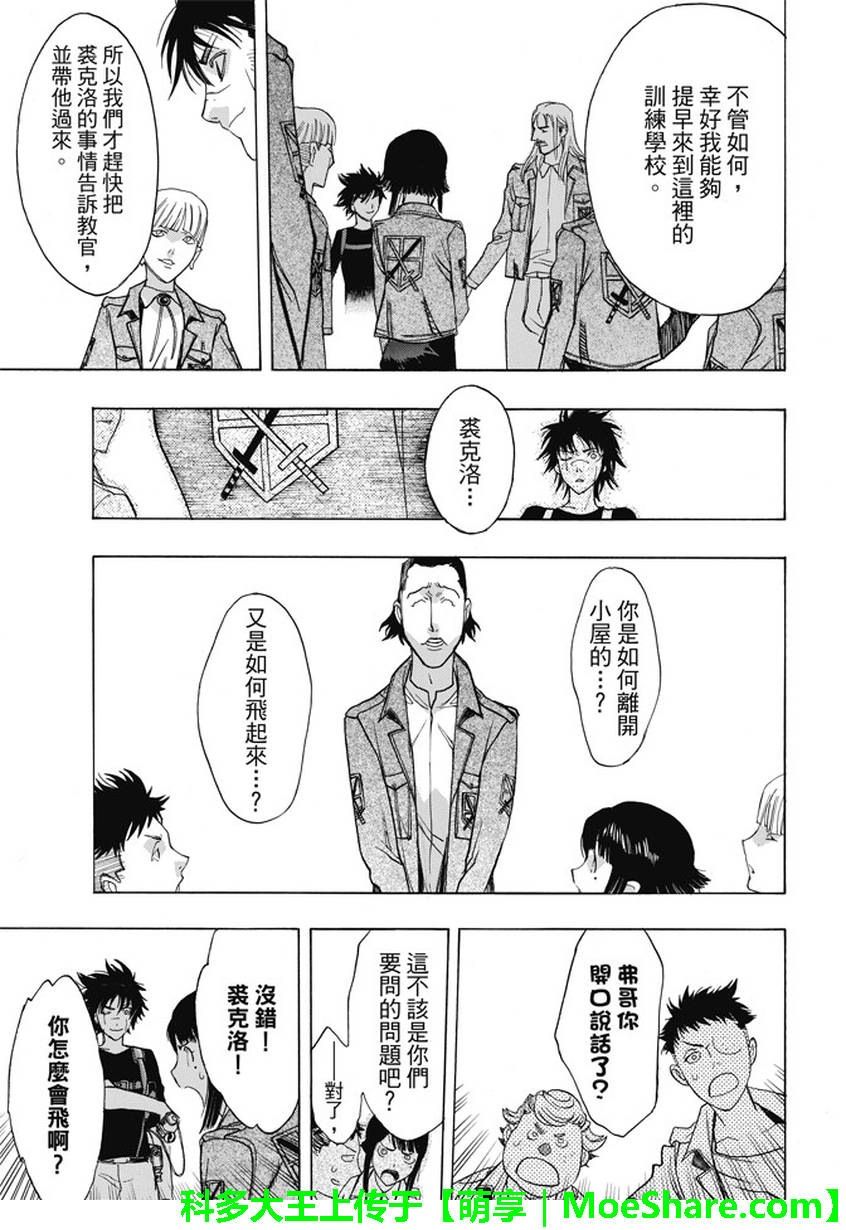 不管如何，
幸好我能夠
提早來到這裡的
訓練學校。
所以我們才趕快把
裘克洛的事情告訴教官，
並帶他過來。
裘克洛…
你是如何離開
小屋的…？
又是如何飛起來…？
弗哥你
開口說話了？
這不該是你們
要問的問題吧？
——對了，
沒錯！
裘克洛！
你怎麼會飛啊？
科多大王上传于【萌享｜MoeShare.com】